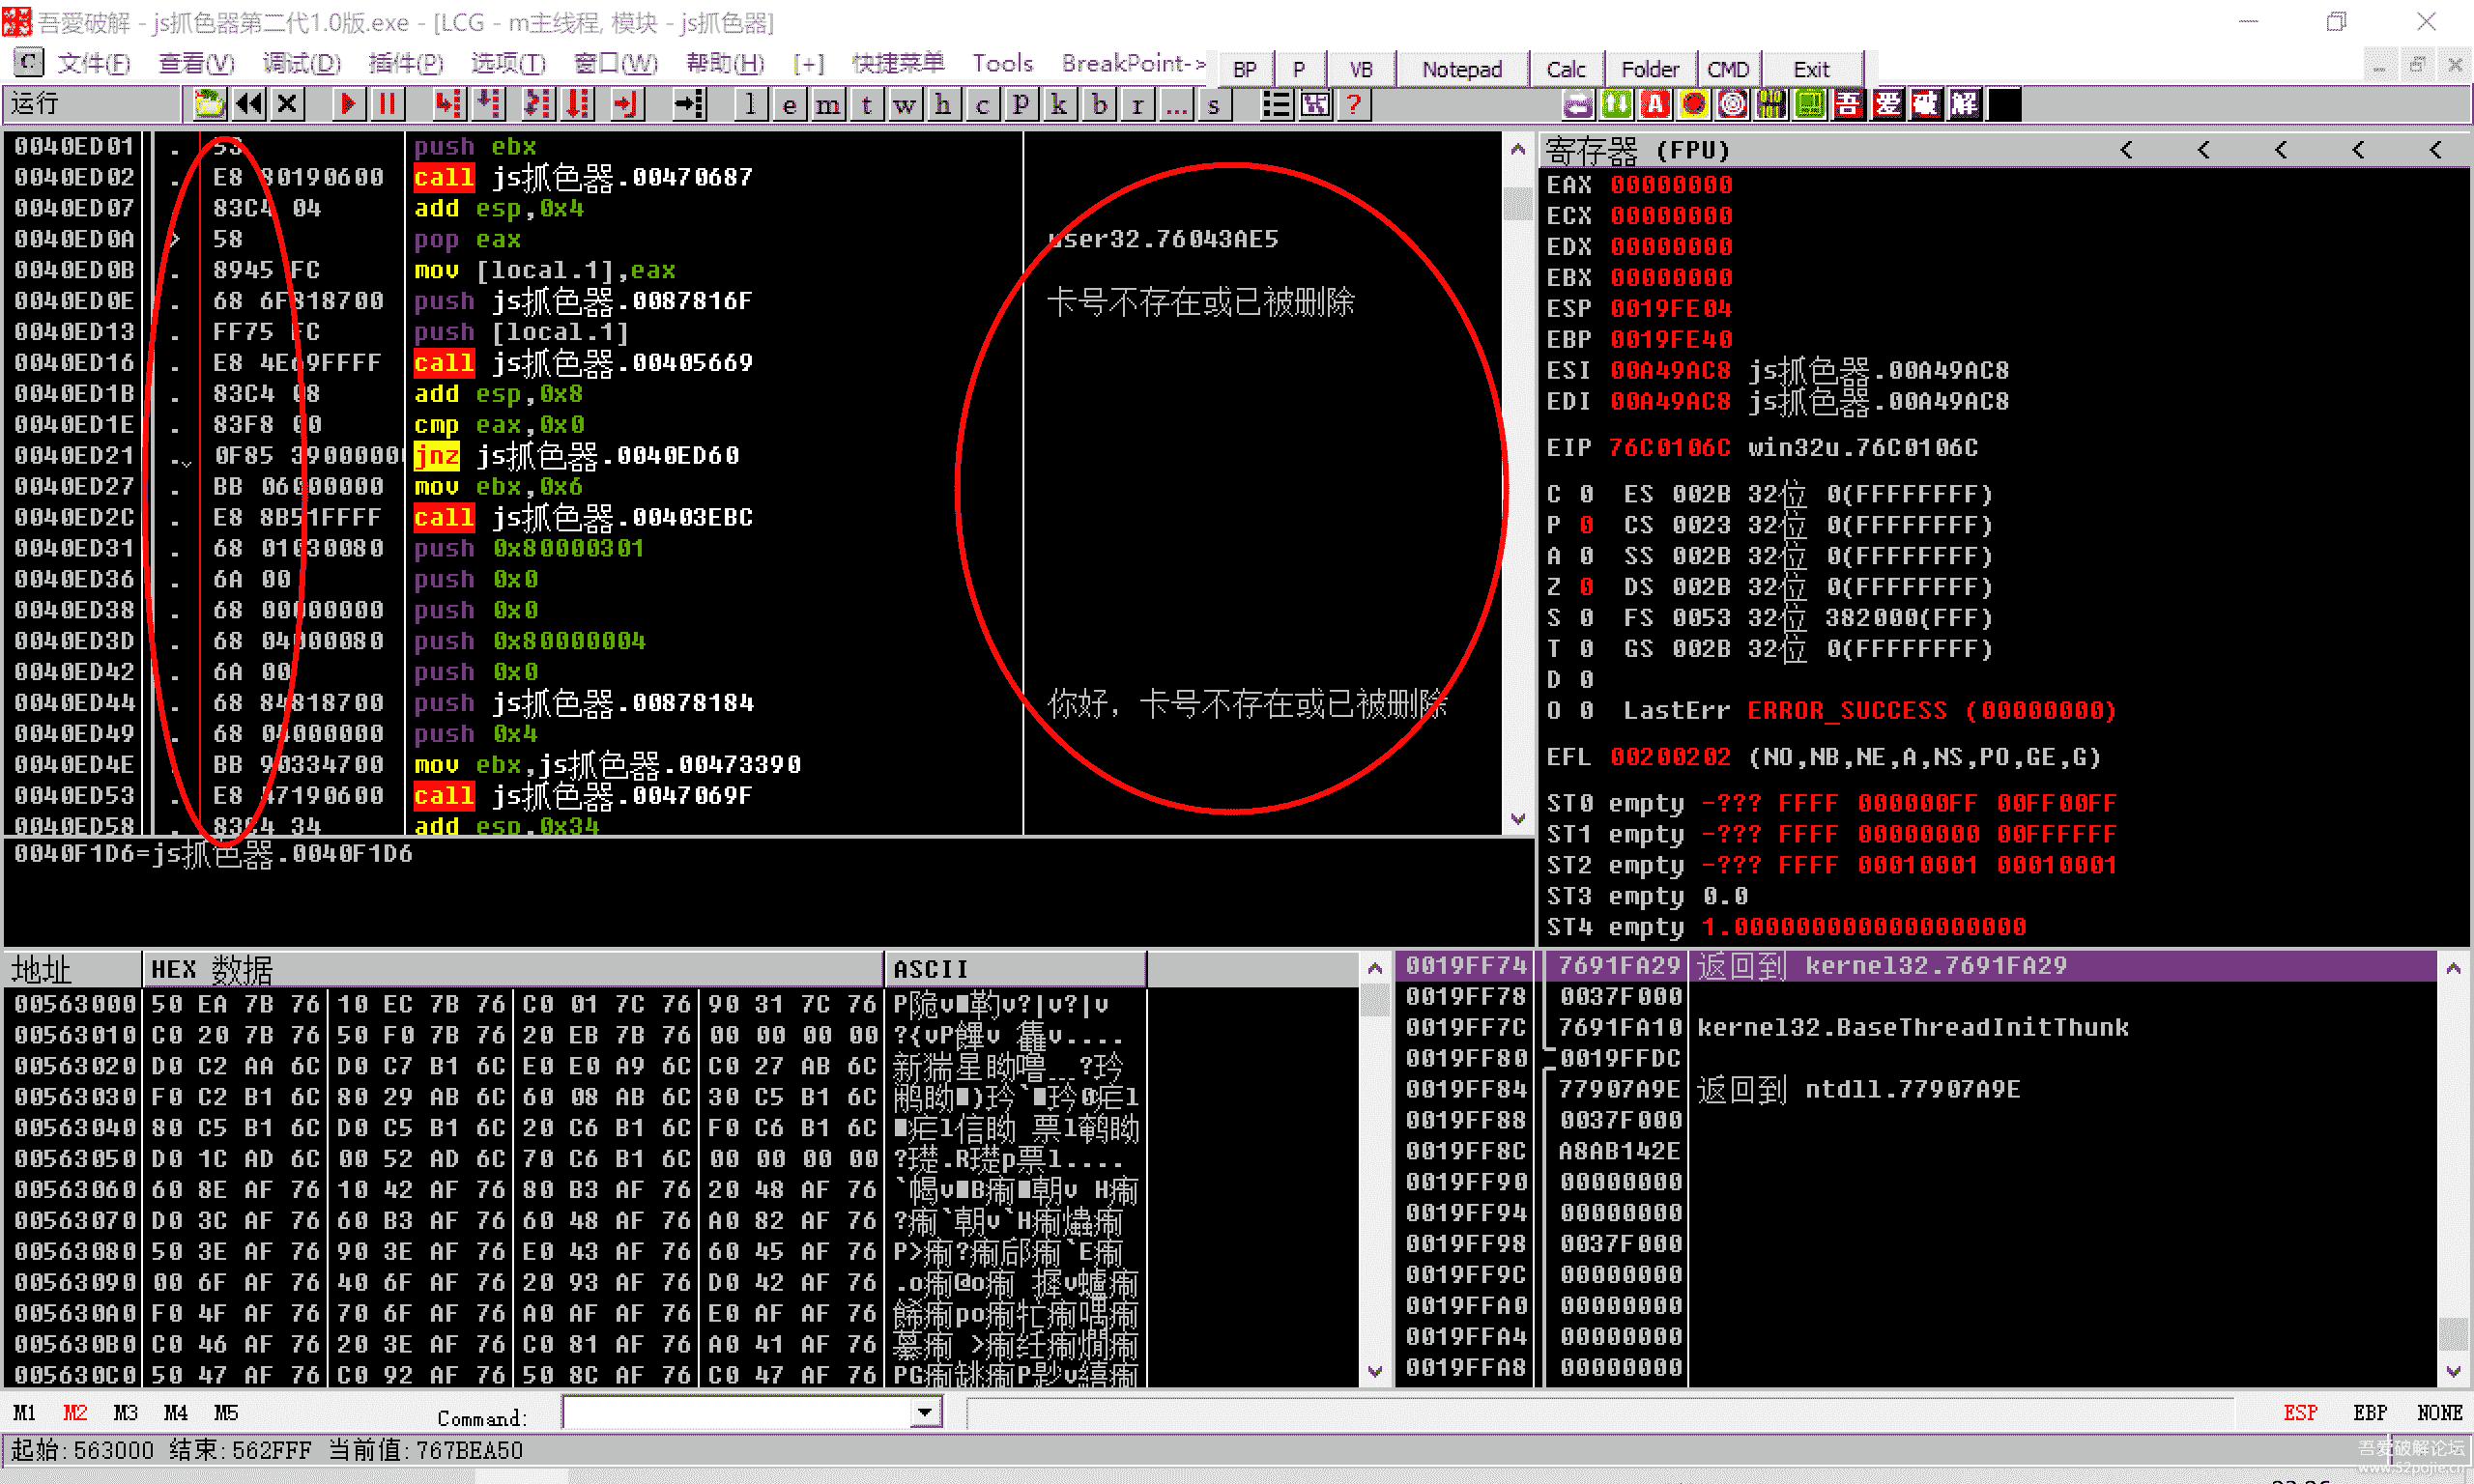 吾爱破解 - js抓色器第二代1.0版.exe - [LCG - m主线程, 模块 - js抓色器]
C 文件(F) 查看(V) 调试(D) 插件(P) 选项(T) 窗口(W) 帮助(H) [+] 快捷菜单 Tools BreakPoint-> BP P VB Notepad Calc Folder CMD Exit
运行 l e m t w h c p k b r ... s ? A 吾 爱 破 解
0040ED01 . 53 push ebx
0040ED02 . E8 80190600 call js抓色器.00470687
0040ED07 . 83C4 04 add esp,0x4
0040ED0A > 58 pop eax user32.76043AE5
0040ED0B . 8945 FC mov [local.1],eax
0040ED0E . 68 6F818700 push js抓色器.0087816F 卡号不存在或已被删除
0040ED13 . FF75 FC push [local.1]
0040ED16 . E8 4E69FFFF call js抓色器.00405669
0040ED1B . 83C4 08 add esp,0x8
0040ED1E . 83F8 00 cmp eax,0x0
0040ED21 . 0F85 39000000 jnz js抓色器.0040ED60
0040ED27 . BB 06000000 mov ebx,0x6
0040ED2C . E8 8B51FFFF call js抓色器.00403EBC
0040ED31 . 68 01030080 push 0x80000301
0040ED36 . 6A 00 push 0x0
0040ED38 . 68 00000000 push 0x0
0040ED3D . 68 04000080 push 0x80000004
0040ED42 . 6A 00 push 0x0
0040ED44 . 68 84818700 push js抓色器.00878184 你好，卡号不存在或已被删除
0040ED49 . 68 04000000 push 0x4
0040ED4E . BB 90334700 mov ebx,js抓色器.00473390
0040ED53 . E8 47190600 call js抓色器.0047069F
0040ED58 . 83C4 34 add esp,0x34
0040F1D6=js抓色器.0040F1D6
寄存器 (FPU) < < < < <
EAX 00000000
ECX 00000000
EDX 00000000
EBX 00000000
ESP 0019FE04
EBP 0019FE40
ESI 00A49AC8 js抓色器.00A49AC8
EDI 00A49AC8 js抓色器.00A49AC8
EIP 76C0106C win32u.76C0106C
C 0 ES 002B 32位 0(FFFFFFFF)
P 0 CS 0023 32位 0(FFFFFFFF)
A 0 SS 002B 32位 0(FFFFFFFF)
Z 0 DS 002B 32位 0(FFFFFFFF)
S 0 FS 0053 32位 382000(FFF)
T 0 GS 002B 32位 0(FFFFFFFF)
D 0
O 0 LastErr ERROR_SUCCESS (00000000)
EFL 00200202 (NO,NB,NE,A,NS,PO,GE,G)
ST0 empty -??? FFFF 000000FF 00FF00FF
ST1 empty -??? FFFF 00000000 00FFFFFF
ST2 empty -??? FFFF 00010001 00010001
ST3 empty 0.0
ST4 empty 1.0000000000000000000
地址 HEX 数据 ASCII
00563000 50 EA 7B 76 10 EC 7B 76 C0 01 7C 76 90 31 7C 76
00563010 C0 20 7B 76 50 F0 7B 76 20 EB 7B 76 00 00 00 00
00563020 D0 C2 AA 6C D0 C7 B1 6C E0 E0 A9 6C C0 27 AB 6C
00563030 F0 C2 B1 6C 80 29 AB 6C 60 08 AB 6C 30 C5 B1 6C
00563040 80 C5 B1 6C D0 C5 B1 6C 20 C6 B1 6C F0 C6 B1 6C
00563050 D0 1C AD 6C 00 52 AD 6C 70 C6 B1 6C 00 00 00 00
00563060 60 8E AF 76 10 42 AF 76 80 B3 AF 76 20 48 AF 76
00563070 D0 3C AF 76 60 B3 AF 76 60 48 AF 76 A0 82 AF 76
00563080 50 3E AF 76 90 3E AF 76 E0 43 AF 76 60 45 AF 76
00563090 00 6F AF 76 40 6F AF 76 20 93 AF 76 D0 42 AF 76
005630A0 F0 4F AF 76 70 6F AF 76 A0 AF AF 76 E0 AF AF 76
005630B0 C0 46 AF 76 20 3E AF 76 C0 81 AF 76 A0 41 AF 76
005630C0 50 47 AF 76 C0 92 AF 76 50 8C AF 76 C0 47 AF 76
0019FF74 7691FA29 返回到 kernel32.7691FA29
0019FF78 0037F000
0019FF7C 7691FA10 kernel32.BaseThreadInitThunk
0019FF80 0019FFDC
0019FF84 77907A9E 返回到 ntdll.77907A9E
0019FF88 0037F000
0019FF8C A8AB142E
0019FF90 00000000
0019FF94 00000000
0019FF98 0037F000
0019FF9C 00000000
0019FFA0 00000000
0019FFA4 00000000
0019FFA8 00000000
M1 M2 M3 M4 M5 Command: ESP EBP NONE
起始:563000 结束:562FFF 当前值:767BEA50
吾爱破解论坛
www.52pojie.cn